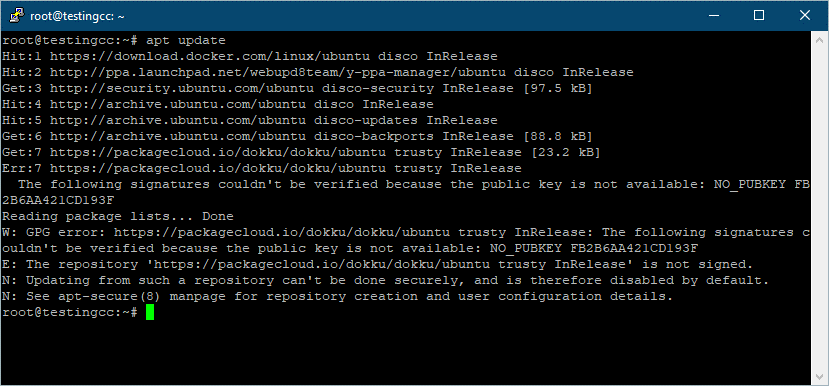 root@testingcc: ~
root@testingcc:~# apt update
Hit:1 https://download.docker.com/linux/ubuntu disco InRelease
Hit:2 http://ppa.launchpad.net/webupd8team/y-ppa-manager/ubuntu disco InRelease
Get:3 http://security.ubuntu.com/ubuntu disco-security InRelease [97.5 kB]
Hit:4 http://archive.ubuntu.com/ubuntu disco InRelease
Hit:5 http://archive.ubuntu.com/ubuntu disco-updates InRelease
Get:6 http://archive.ubuntu.com/ubuntu disco-backports InRelease [88.8 kB]
Get:7 https://packagecloud.io/dokku/dokku/ubuntu trusty InRelease [23.2 kB]
Err:7 https://packagecloud.io/dokku/dokku/ubuntu trusty InRelease
  The following signatures couldn't be verified because the public key is not available: NO_PUBKEY FB
2B6AA421CD193F
Reading package lists... Done
W: GPG error: https://packagecloud.io/dokku/dokku/ubuntu trusty InRelease: The following signatures c
ouldn't be verified because the public key is not available: NO_PUBKEY FB2B6AA421CD193F
E: The repository 'https://packagecloud.io/dokku/dokku/ubuntu trusty InRelease' is not signed.
N: Updating from such a repository can't be done securely, and is therefore disabled by default.
N: See apt-secure(8) manpage for repository creation and user configuration details.
root@testingcc:~#